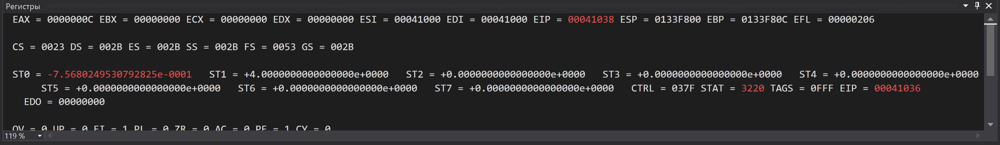 Регистры
EAX = 0000000C EBX = 00000000 ECX = 00000000 EDX = 00000000 ESI = 00041000 EDI = 00041000 EIP = 00041038 ESP = 0133F800 EBP = 0133F80C EFL = 00000206
CS = 0023 DS = 002B ES = 002B SS = 002B FS = 0053 GS = 002B
ST0 = -7.5680249530792825e-0001 ST1 = +4.0000000000000000e+0000 ST2 = +0.0000000000000000e+0000 ST3 = +0.0000000000000000e+0000 ST4 = +0.0000000000000000e+0000
ST5 = +0.0000000000000000e+0000 ST6 = +0.0000000000000000e+0000 ST7 = +0.0000000000000000e+0000 CTRL = 037F STAT = 3220 TAGS = 0FFF EIP = 00041036
EDO = 00000000
OV = 0 UP = 0 EI = 1 PL = 0 ZR = 0 AC = 0 PE = 1 CY = 0
119 %